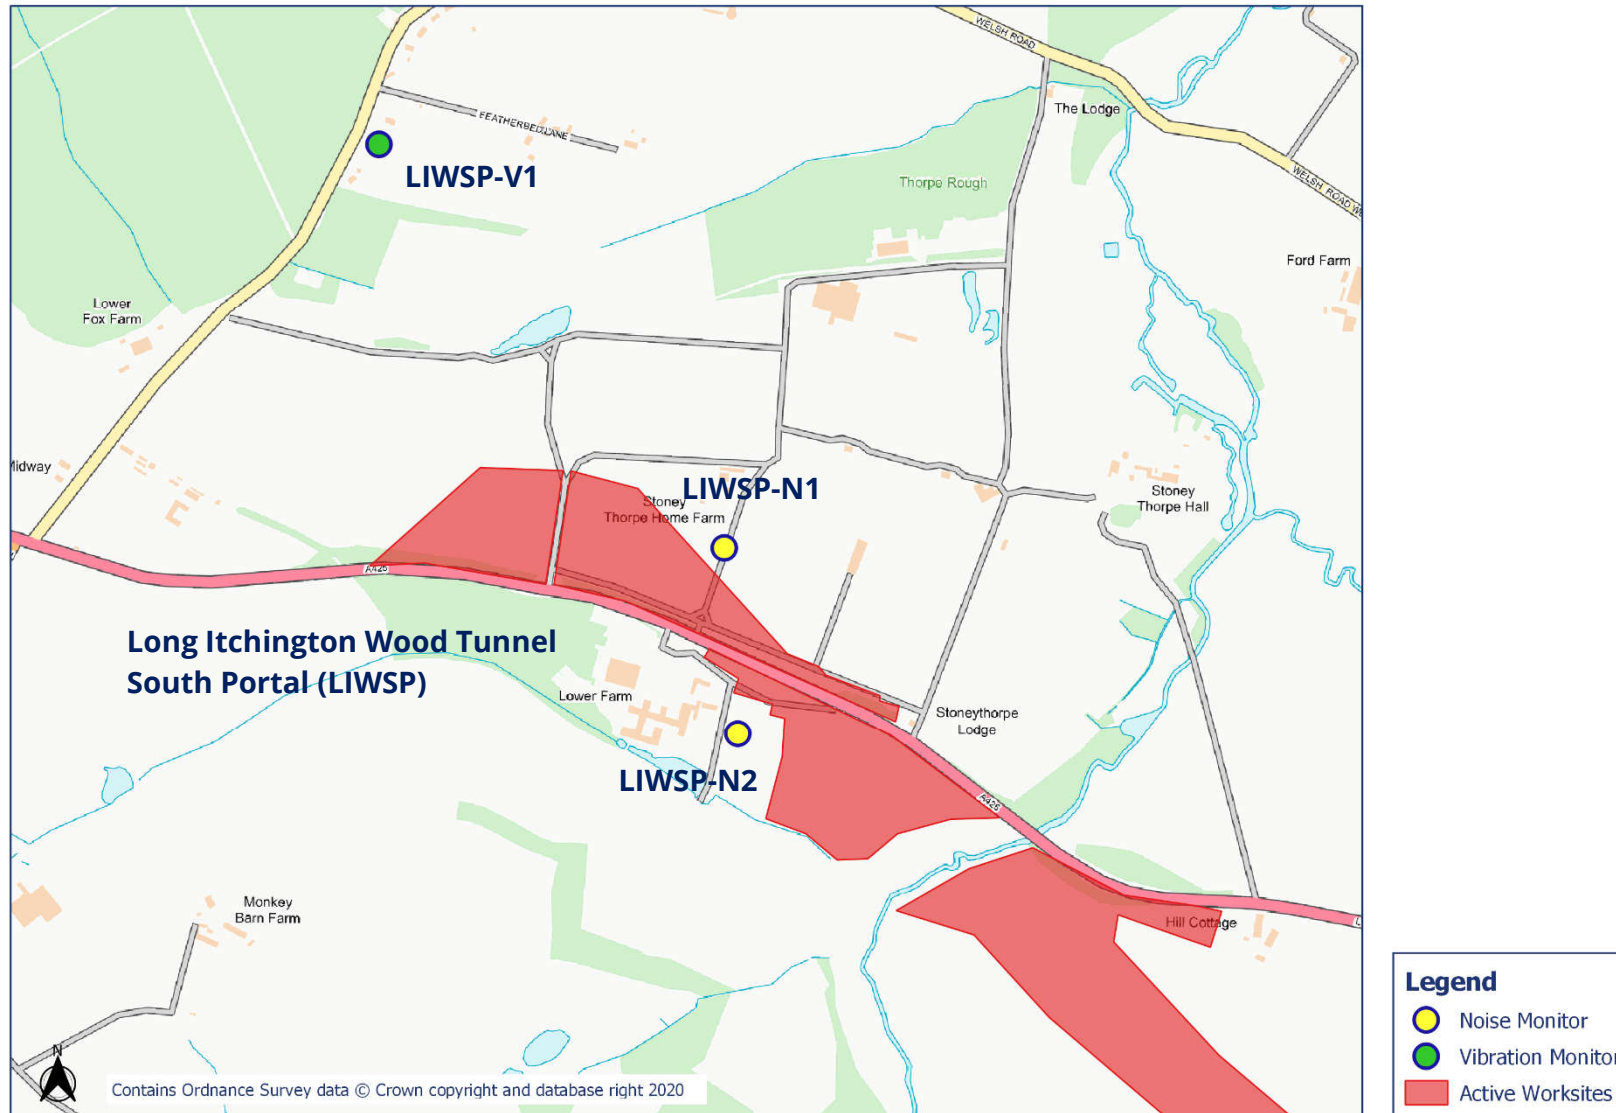 WELSH ROAD
The Lodge
FEATHERBED LANE
LIWSP-V1
Thorpe Rough
WELSH ROAD WE
Ford Farm
Lower
Fox Farm
Midway
LIWSP-N1
Stoney
Thorpe Home Farm
Stoney
Thorpe Hall
A425
Long Itchington Wood Tunnel
South Portal (LIWSP)
Lower Farm
Stoneythorpe
Lodge
LIWSP-N2
A425
Monkey
Barn Farm
Hill Cottage
L
N
Contains Ordnance Survey data © Crown copyright and database right 2020
Legend
Noise Monitor
Vibration Monitor
Active Worksites